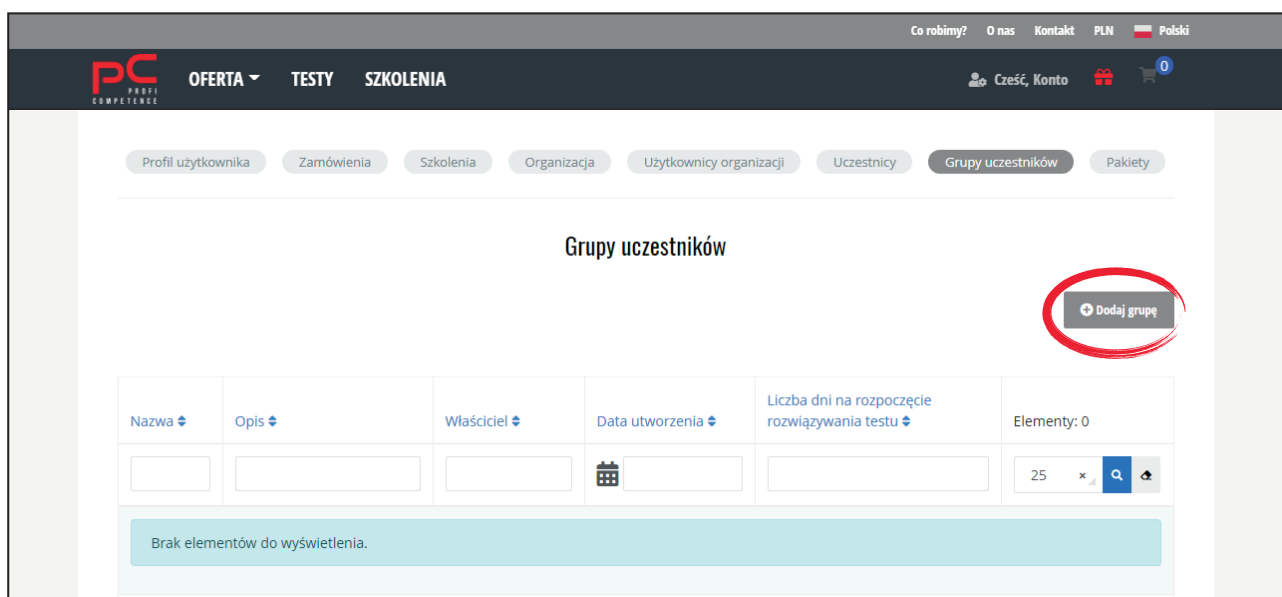 Co robimy? O nas Kontakt PLN Polski
PC PROFI COMPETENCE
OFERTA TESTY SZKOLENIA Cześć, Konto 0
Profil użytkownika Zamówienia Szkolenia Organizacja Użytkownicy organizacji Uczestnicy Grupy uczestników Pakiety
Grupy uczestników
Dodaj grupę
Nazwa Opis Właściciel Data utworzenia Liczba dni na rozpoczęcie rozwiązywania testu Elementy: 0
25 ×
Brak elementów do wyświetlenia.